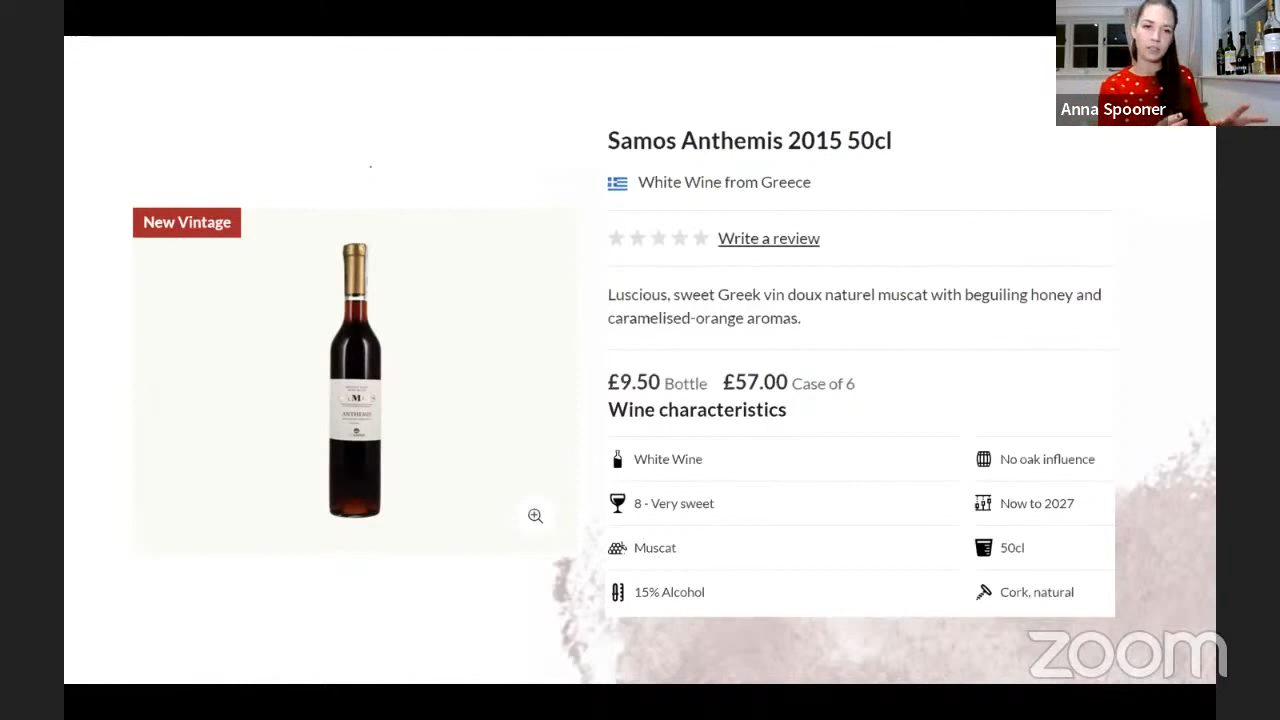 Anna Spooner
Samos Anthemis 2015 50cl
White Wine from Greece
New Vintage
Write a review
Luscious, sweet Greek vin doux naturel muscat with beguiling honey and
caramelised-orange aromas.
£9.50 Bottle £57.00 Case of 6
Wine characteristics
White Wine
No oak influence
8 - Very sweet
Now to 2027
Muscat
50cl
15% Alcohol
Cork, natural
ANTHEMIS
zoom